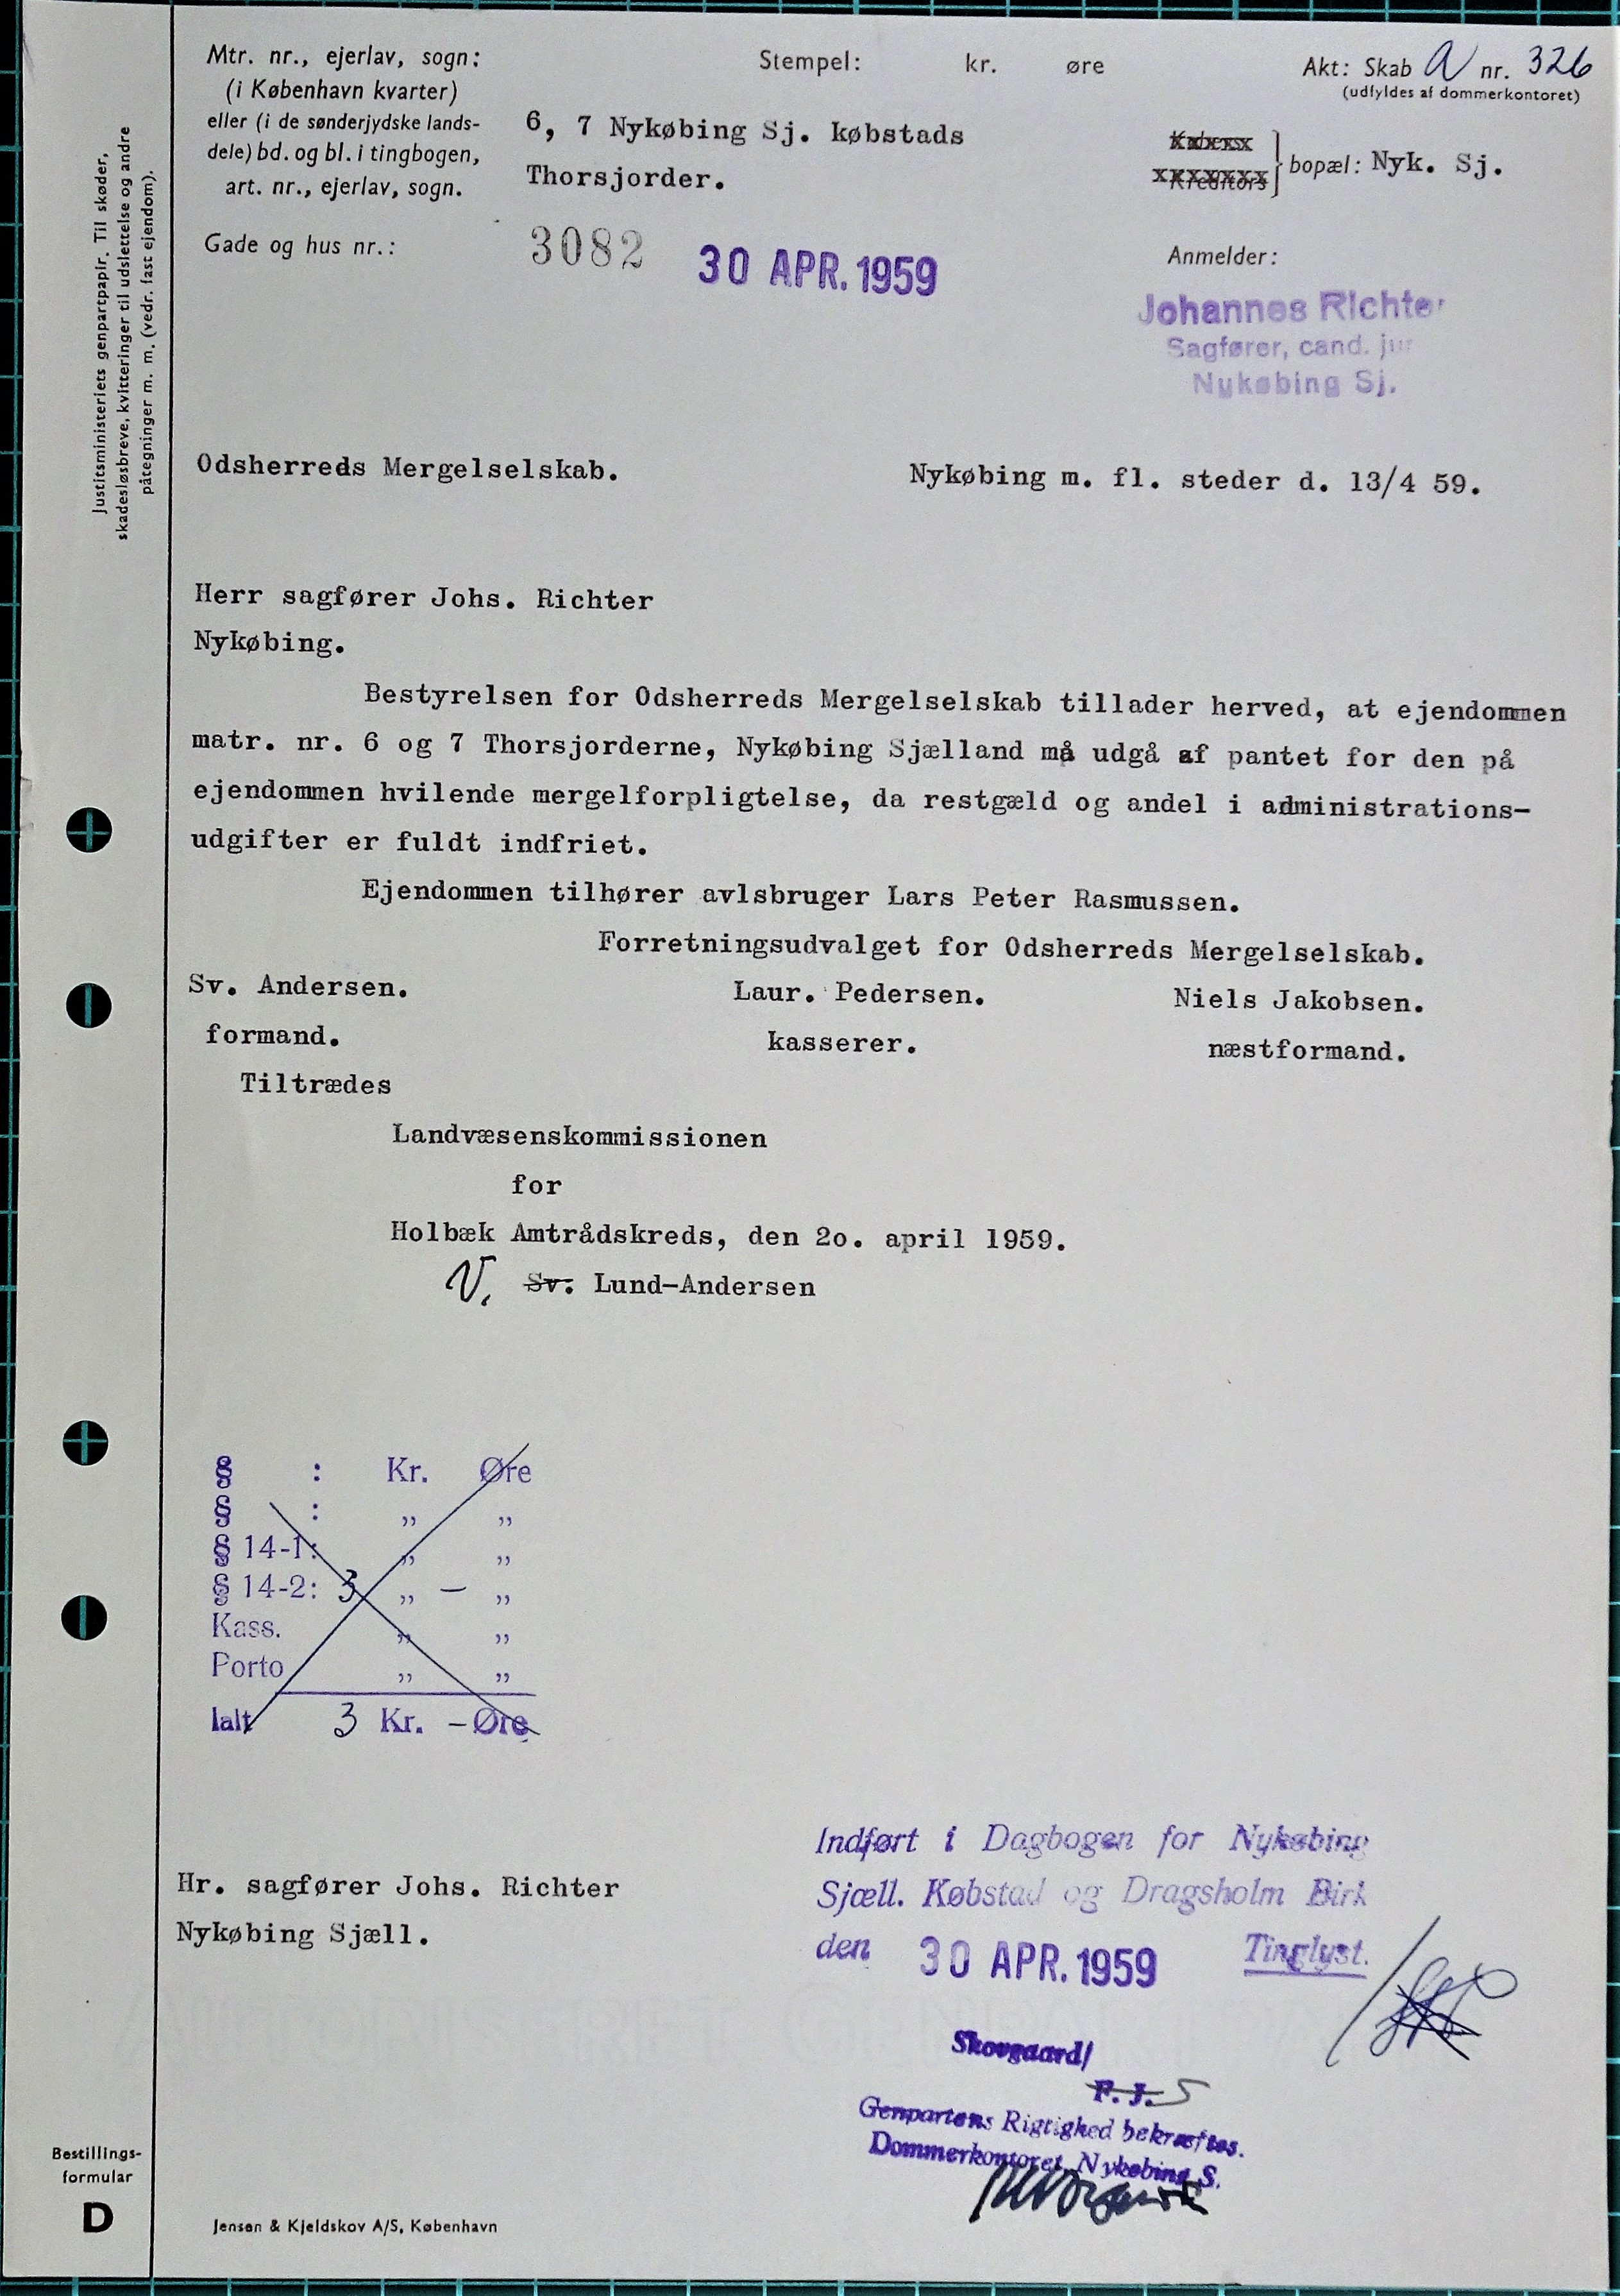 Mtr. nr., ejerlav, sogn:
(i København kvarter)
eller (i de sønderjydske lands-
dele) bd. og bl. i tingbogen,
art. nr., ejerlav, sogn.
Stempel: kr. øre
Akt: Skab A nr. 326
(udfyldes af dommerkontoret)
6, 7 Nykøbing Sj. købstads
Thorsjorder.
Købers
Kreditors
bopæl: Nyk. Sj.
Gade og hus nr.:
3082
30 APR. 1959
Anmelder:
Johannes Richter
Sagfører, cand. jur
Nykøbing Sj.
Justitsministeriets genpartpapir. Til skøder,
skadesløsbreve, kvitteringer til udslettelse og andre
påtegninger m. m. (vedr. fast ejendom).
Odsherreds Mergelselskab.
Nykøbing m. fl. steder d. 13/4 59.
Herr sagfører Johs. Richter
Nykøbing.
Bestyrelsen for Odsherreds Mergelselskab tillader herved, at ejendommen
matr. nr. 6 og 7 Thorsjorderne, Nykøbing Sjælland må udgå af pantet for den på
ejendommen hvilende mergelforpligtelse, da restgæld og andel i administrations-
udgifter er fuldt indfriet.
Ejendommen tilhører avlsbruger Lars Peter Rasmussen.
Forretningsudvalget for Odsherreds Mergelselskab.
Sv. Andersen. Laur. Pedersen. Niels Jakobsen.
formand. kasserer. næstformand.
Tiltrædes
Landvæsenskommissionen
for
Holbæk Amtrådskreds, den 2o. april 1959.
V. Sv. Lund-Andersen
§ : Kr. Øre
§ : „ „
§ 14-1: „ „
§ 14-2: 3 „ — „
Kass. „ „
Porto „ „
Ialt 3 Kr. - Øre
Hr. sagfører Johs. Richter
Nykøbing Sjæll.
Indført i Dagbogen for Nykøbing
Sjæll. Købstad og Dragsholm Birk
den 30 APR. 1959 Tinglyst.
Skovgaard/
F. J. S
Genpartens Rigtighed bekræftes.
Dommerkontoret, Nykøbing S.
Bestillings-
formular
D
Jensen & Kjeldskov A/S, København